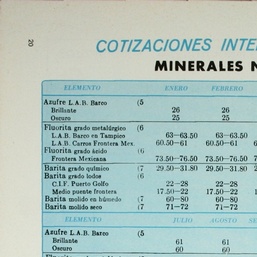 20
COTIZACIONES INTE
MINERALES N
ELEMENTO ENERO FEBRERO
Azufre L.A.B. Barco (5
Brillante 26 26
Oscuro 25 25
Fluorita grado metalúrgico (6
L.A.B. Barco en Tampico 63—63.50 63—63.50
L.A.B. Carros Frontera Mex. 60.50—61 60.50—61 6
Fluorita grado ácido (6
Frontera Mexicana 73.50—76.50 73.50—76.50 7
Barita grado químico (7 29.50—31.80 29.50—31.80 2
Barita grado lodos (6
C.I.F. Puerto Golfo 22—28 22—28
Medio puente frontera 17.50—22 17.50—22 1
Barita molido en húmedo (7 60—80 60—80
Barita molido seco (7 71—72 71—72
ELEMENTO JULIO AGOSTO
Azufre L.A.B. Barco (5
Brillante 61 61
Oscuro 60 60